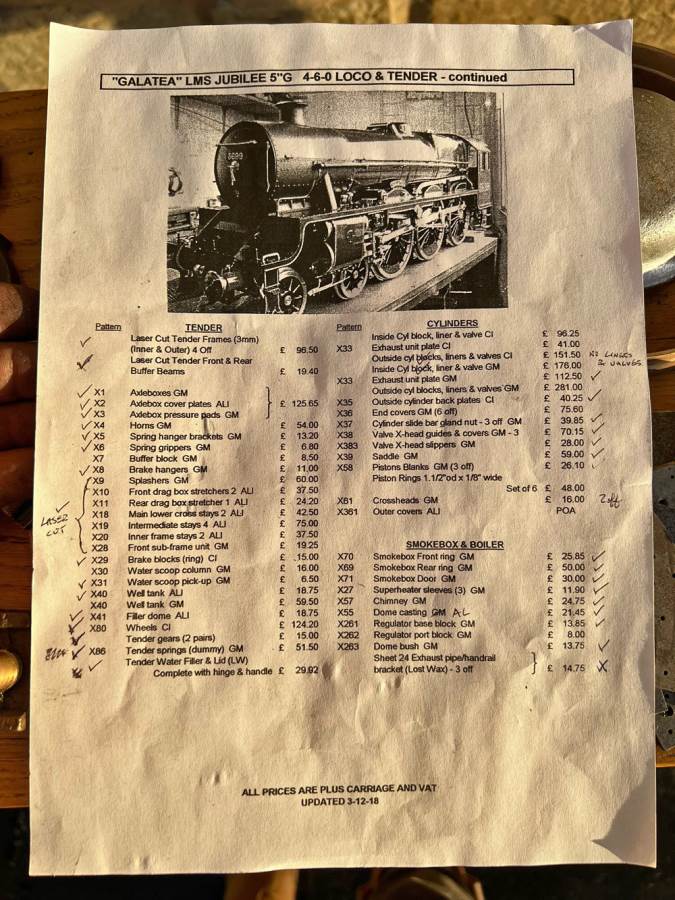 "GALATEA" LMS JUBILEE 5"G 4-6-0 LOCO & TENDER - continued
5699
Pattern TENDER
Laser Cut Tender Frames (3mm)
(Inner & Outer) 4 Off £ 96.50
Laser Cut Tender Front & Rear
Buffer Beams £ 19.40
X1 Axleboxes GM
X2 Axlebox cover plates ALI £ 125.65
X3 Axlebox pressure pads GM
X4 Horns GM £ 54.00
X5 Spring hanger brackets GM £ 13.20
X6 Spring grippers GM £ 6.80
X7 Buffer block GM £ 8.50
X8 Brake hangers GM £ 11.00
X9 Splashers GM £ 60.00
X10 Front drag box stretchers 2 ALI £ 37.50
X11 Rear drag box stretcher 1 ALI £ 24.20
X18 Main lower cross stays 2 ALI £ 42.50
X19 Intermediate stays 4 ALI £ 75.00
X20 Inner frame stays 2 ALI £ 37.50
X28 Front sub-frame unit GM £ 19.25
LASER CUT
X29 Brake blocks (ring) CI £ 15.00
X30 Water scoop column GM £ 16.00
X31 Water scoop pick-up GM £ 6.50
X40 Well tank ALI £ 18.75
X40 Well tank GM £ 59.50
X41 Filler dome ALI £ 18.75
X80 Wheels CI £ 124.20
Tender gears (2 pairs) £ 15.00
X86 Tender springs (dummy) GM £ 51.50
Tender Water Filler & Lid (LW)
Complete with hinge & handle £ 29.92
Pattern CYLINDERS
Inside Cyl block, liner & valve CI £ 96.25
X33 Exhaust unit plate CI £ 41.00
Outside cyl blocks, liners & valves CI £ 151.50 NO LINERS & VALVES
Inside Cyl block, liner & valve GM £ 176.00
X33 Exhaust unit plate GM £ 112.50
Outside cyl blocks, liners & valves GM £ 281.00
X35 Outside cylinder back plates CI £ 40.25
X36 End covers GM (6 off) £ 75.60
X37 Cylinder slide bar gland nut - 3 off GM £ 39.85
X38 Valve X-head guides & covers GM - 3 £ 70.15
X383 Valve X-head slippers GM £ 28.00
X39 Saddle GM £ 59.00
X58 Pistons Blanks GM (3 off) £ 26.10
Piston Rings 1.1/2"od x 1/8" wide
Set of 6 £ 48.00
X61 Crossheads GM £ 16.00 2 off
X361 Outer covers ALI POA
SMOKEBOX & BOILER
X70 Smokebox Front ring GM £ 25.85
X69 Smokebox Rear ring GM £ 50.00
X71 Smokebox Door GM £ 30.00
X27 Superheater sleeves (3) GM £ 11.90
X57 Chimney GM £ 24.75
X55 Dome casting GM AL £ 21.45
X261 Regulator base block GM £ 13.85
X262 Regulator port block GM £ 8.00
X263 Dome bush GM £ 13.75
Sheet 24 Exhaust pipe/handrail
bracket (Lost Wax) - 3 off £ 14.75
ALL PRICES ARE PLUS CARRIAGE AND VAT
UPDATED 3-12-18